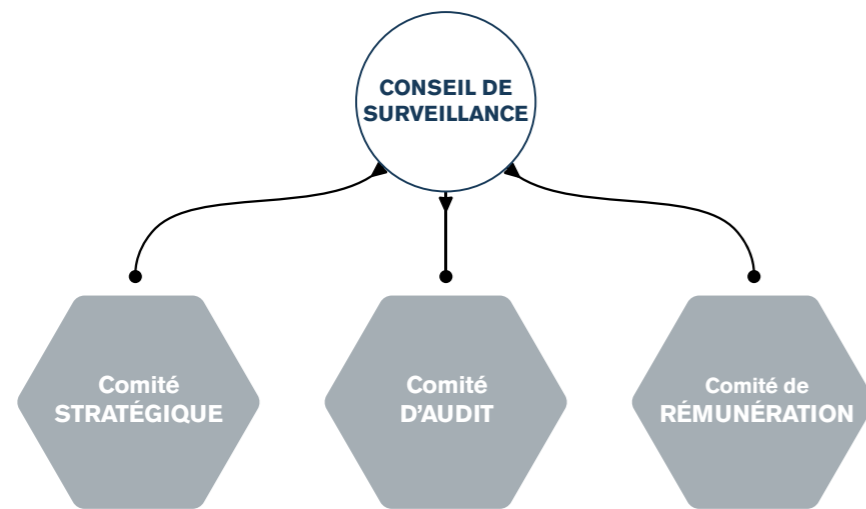 CONSEIL DE
SURVEILLANCE
Comité
STRATÉGIQUE
Comité
D’AUDIT
Comité de
RÉMUNÉRATION